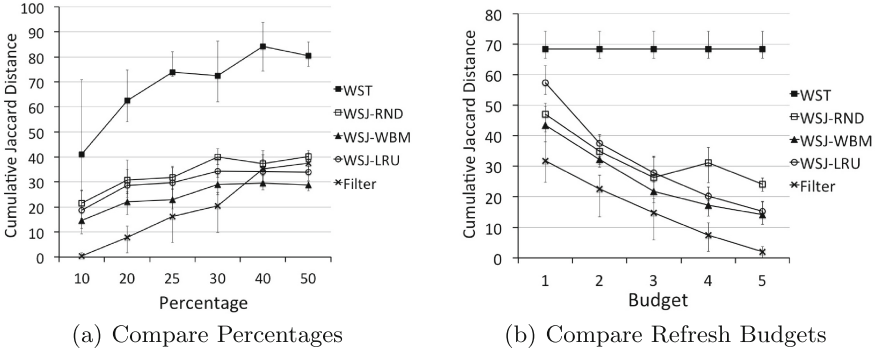 100
90
80
70
60
50
40
30
20
10
0
Cumulative Jaccard Distance
10 20 25 30 40 50
Percentage
WST
WSJ-RND
WSJ-WBM
WSJ-LRU
Filter
(a) Compare Percentages
80
70
60
50
40
30
20
10
0
Cumulative Jaccard Distance
1 2 3 4 5
Budget
WST
WSJ-RND
WSJ-WBM
WSJ-LRU
Filter
(b) Compare Refresh Budgets